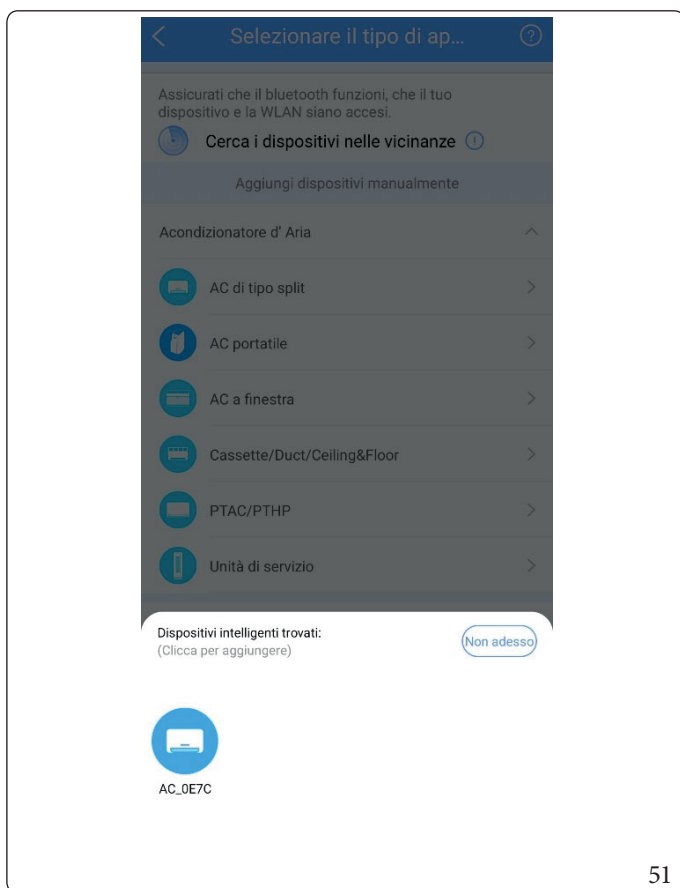 Selezionare il tipo di ap...
Assicurati che il bluetooth funzioni, che il tuo
dispositivo e la WLAN siano accesi.
Cerca i dispositivi nelle vicinanze
Aggiungi dispositivi manualmente
Acondizionatore d' Aria
AC di tipo split
AC portatile
AC a finestra
Cassette/Duct/Ceiling&Floor
PTAC/PTHP
Unità di servizio
Dispositivi intelligenti trovati:
(Clicca per aggiungere)
Non adesso
AC_0E7C
51